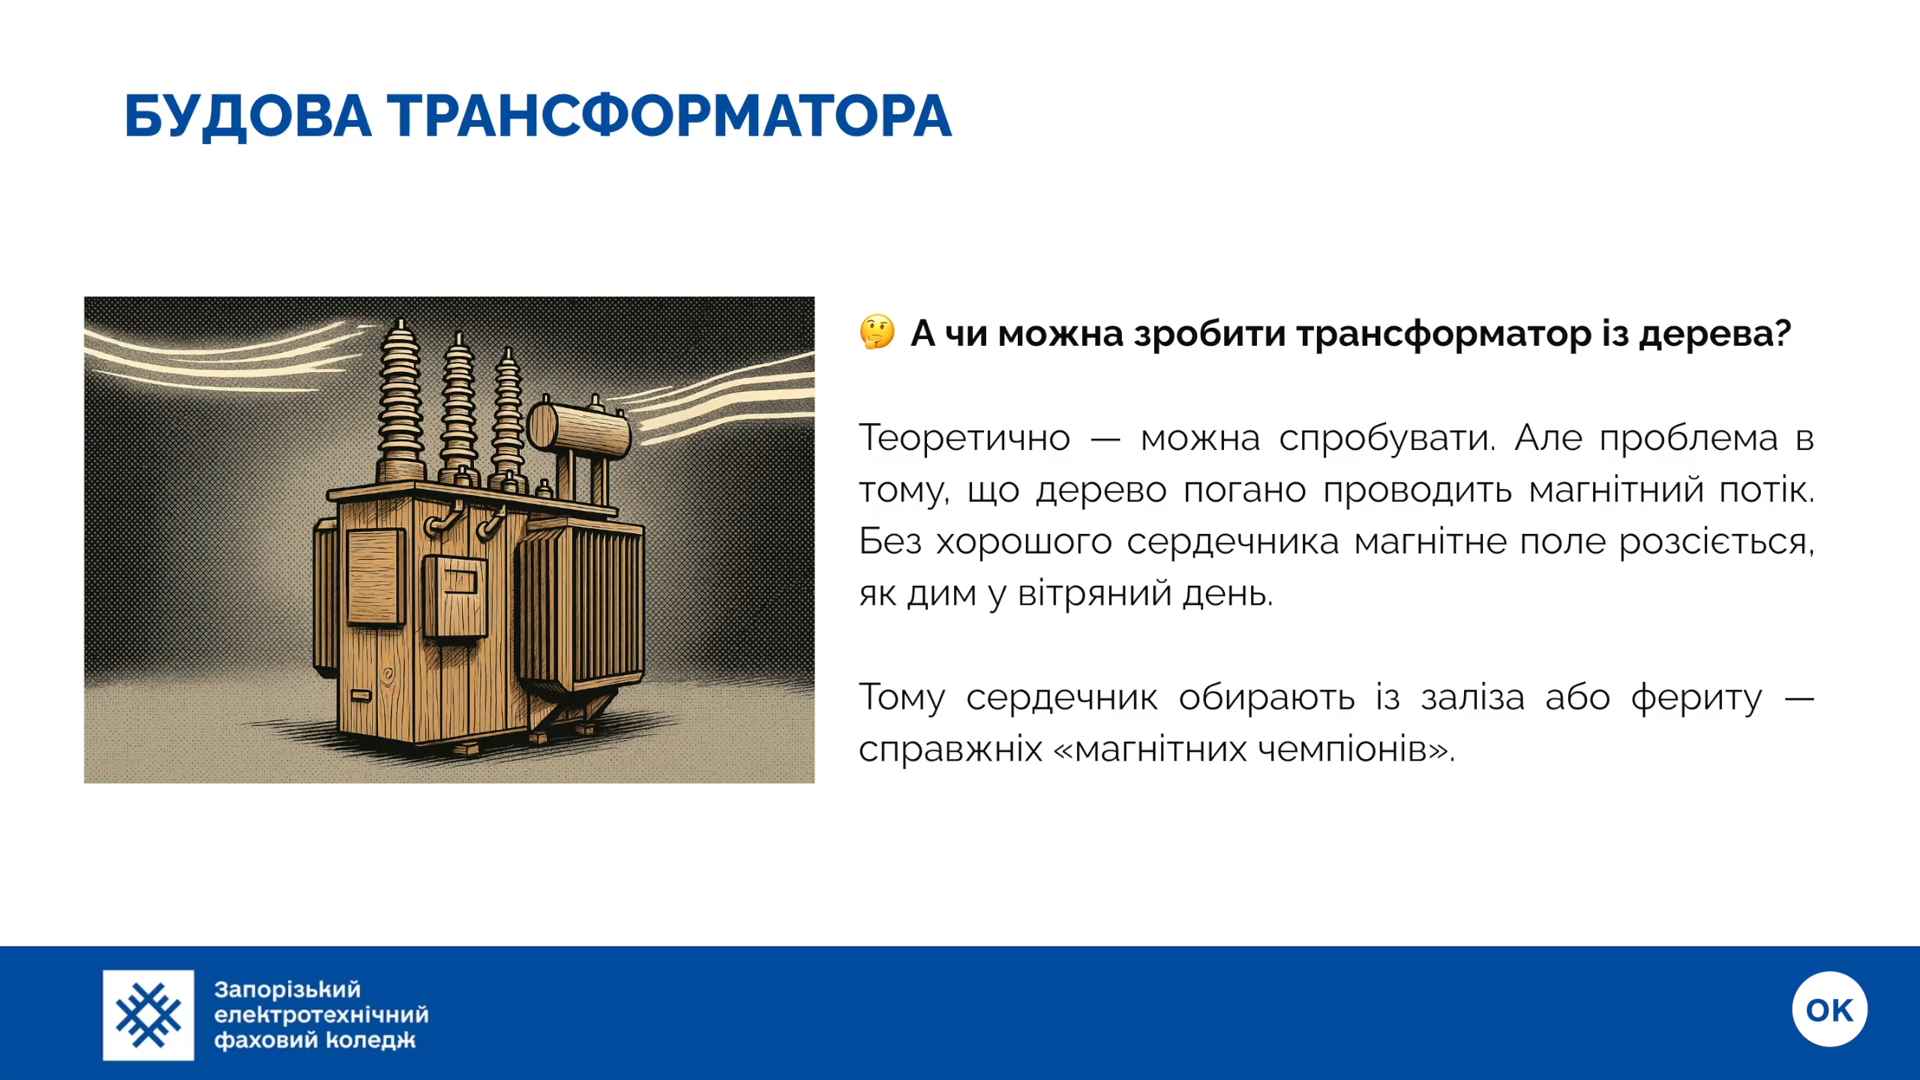 БУДОВА ТРАНСФОРМАТОРА
🤔 А чи можна зробити трансформатор із дерева?
Теоретично — можна спробувати. Але проблема в
тому, що дерево погано проводить магнітний потік.
Без хорошого сердечника магнітне поле розсіється,
як дим у вітряний день.
Тому сердечник обирають із заліза або фериту —
справжніх «магнітних чемпіонів».
Запорізький
електротехнічний
фаховий коледж
ОК